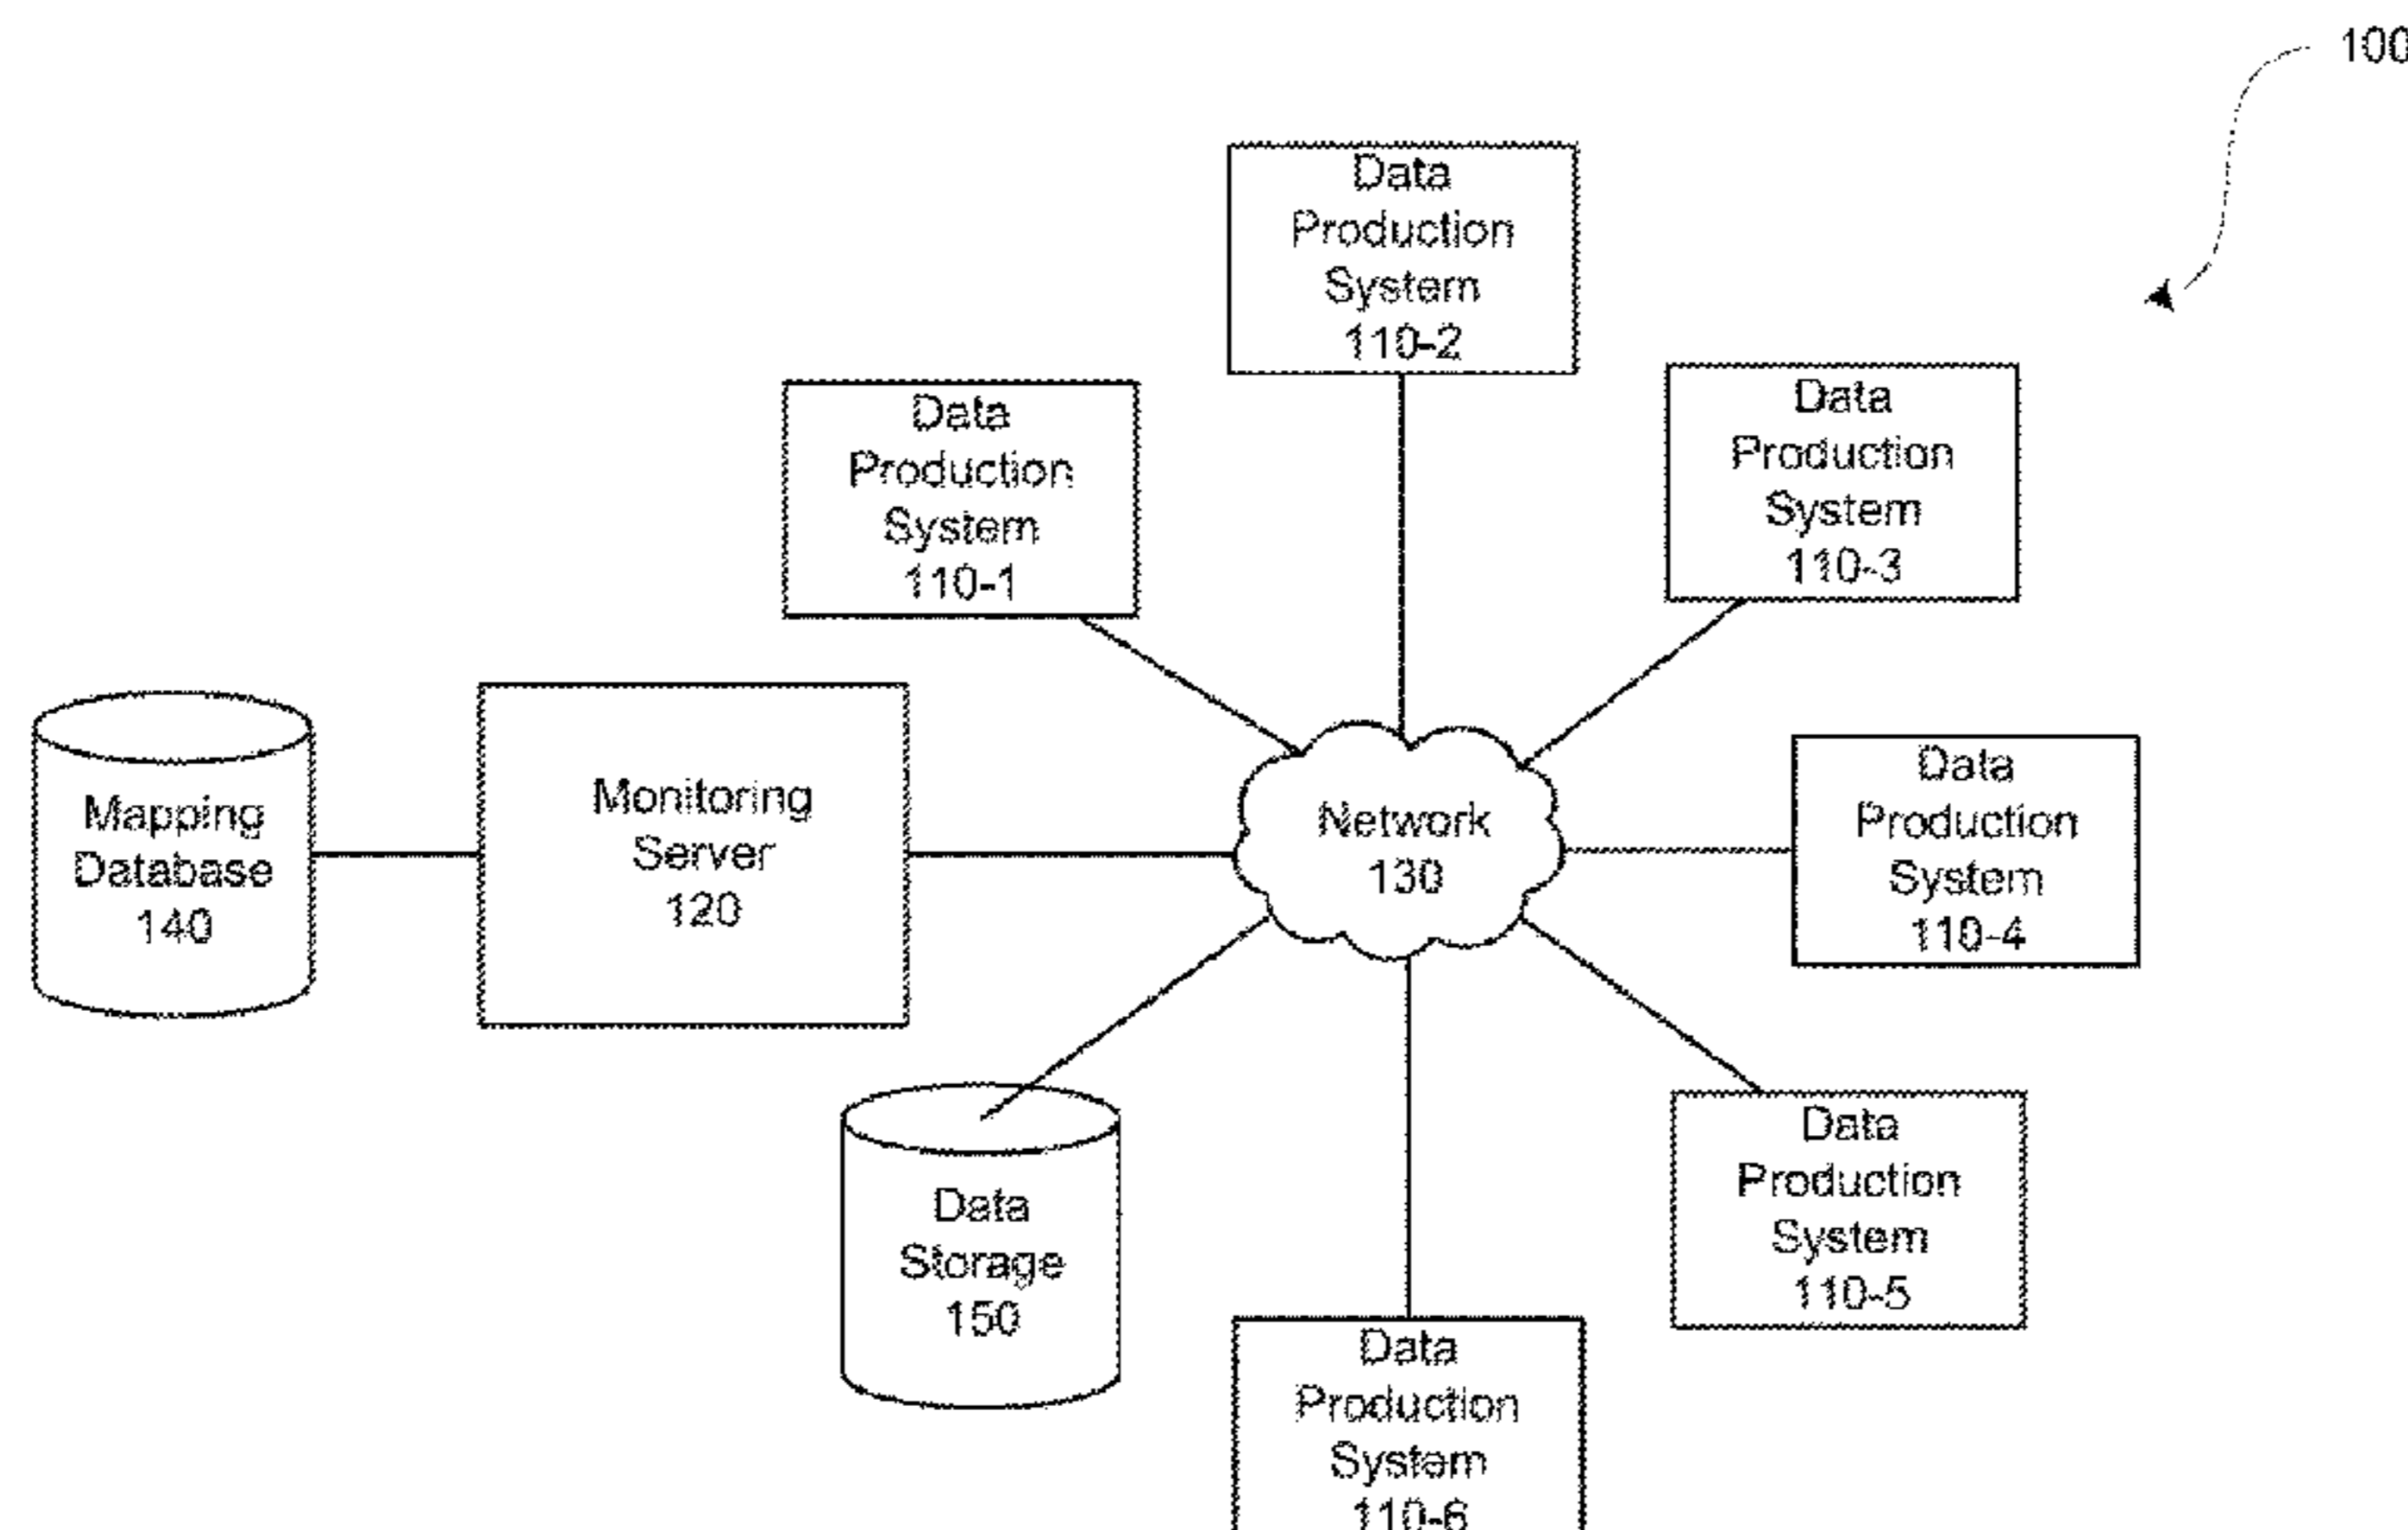 100
Data
Production
System
110-2
Data
Production
System
110-3
Data
Production
System
110-1
Data
Production
System
110-4
Mapping
Database
140
Monitoring
Server
120
Network
130
Data
Production
System
110-5
Data
Storage
150
Data
Production
System
110-6